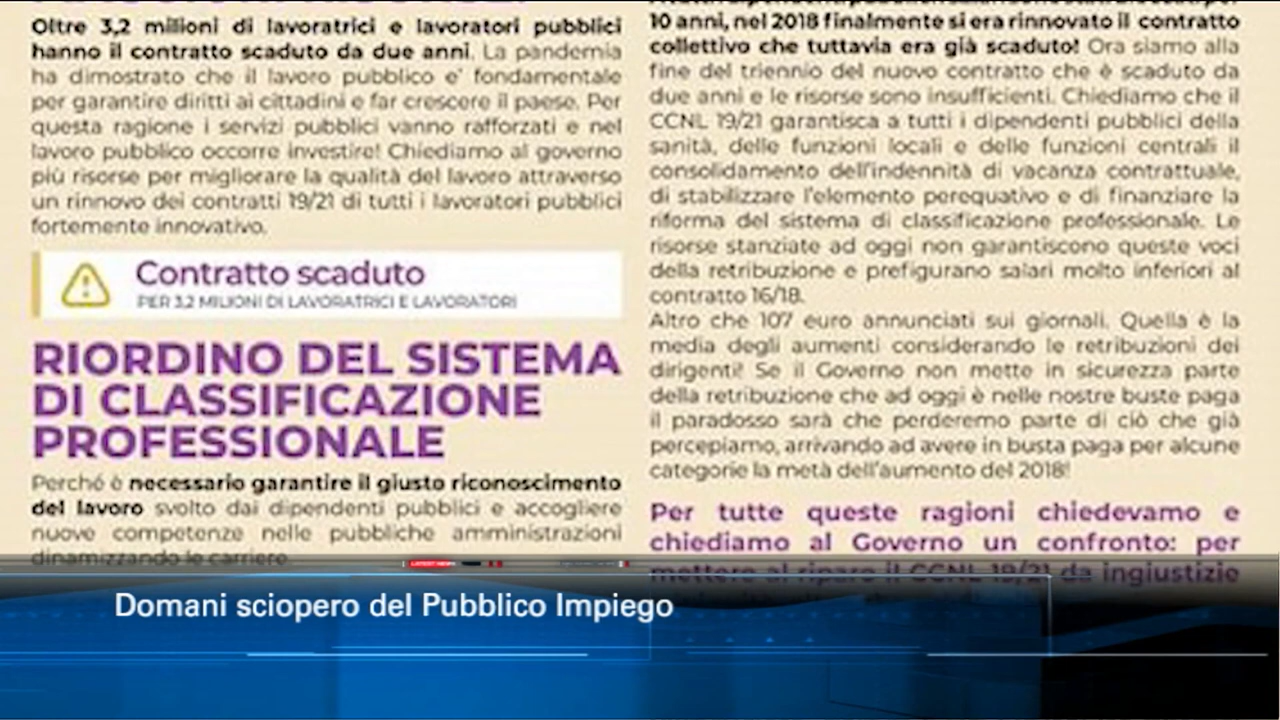 Oltre 3,2 milioni di lavoratrici e lavoratori pubblici
hanno il contratto scaduto da due anni. La pandemia
ha dimostrato che il lavoro pubblico e' fondamentale
per garantire diritti ai cittadini e far crescere il paese. Per
questa ragione i servizi pubblici vanno rafforzati e nel
lavoro pubblico occorre investire! Chiediamo al governo
più risorse per migliorare la qualità del lavoro attraverso
un rinnovo dei contratti 19/21 di tutti i lavoratori pubblici
fortemente innovativo.
Contratto scaduto
PER 3,2 MILIONI DI LAVORATRICI E LAVORATORI
RIORDINO DEL SISTEMA
DI CLASSIFICAZIONE
PROFESSIONALE
Perché è necessario garantire il giusto riconoscimento
del lavoro svolto dai dipendenti pubblici e accogliere
nuove competenze nelle pubbliche amministrazioni
dinamizzando le carriere
10 anni, nel 2018 finalmente si era rinnovato il contratto
collettivo che tuttavia era già scaduto! Ora siamo alla
fine del triennio del nuovo contratto che è scaduto da
due anni e le risorse sono insufficienti. Chiediamo che il
CCNL 19/21 garantisca a tutti i dipendenti pubblici della
sanità, delle funzioni locali e delle funzioni centrali il
consolidamento dell'indennità di vacanza contrattuale,
di stabilizzare l'elemento perequativo e di finanziare la
riforma del sistema di classificazione professionale. Le
risorse stanziate ad oggi non garantiscono queste voci
della retribuzione e prefigurano salari molto inferiori al
contratto 16/18.
Altro che 107 euro annunciati sui giornali. Quella è la
media degli aumenti considerando le retribuzioni dei
dirigenti! Se il Governo non mette in sicurezza parte
della retribuzione che ad oggi è nelle nostre buste paga
il paradosso sarà che perderemo parte di ciò che già
percepiamo, arrivando ad avere in busta paga per alcune
categorie la metà dell'aumento del 2018!
Per tutte queste ragioni chiedevamo e
chiediamo al Governo un confronto: per
mettere al riparo il CCNL 19/21 da ingiustizie
LATEST NEWS
Domani sciopero del Pubblico Impiego